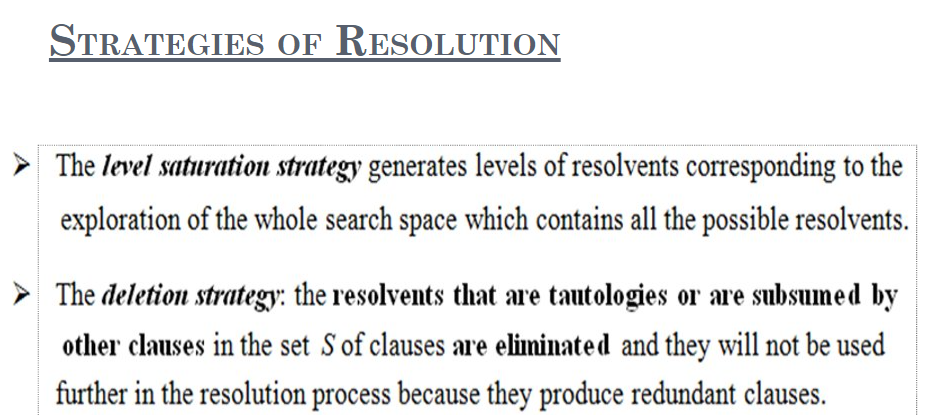 STRATEGIES OF RESOLUTION
➢ The level saturation strategy generates levels of resolvents corresponding to the
exploration of the whole search space which contains all the possible resolvents.
➢ The deletion strategy: the resolvents that are tautologies or are subsumed by
other clauses in the set S of clauses are eliminated and they will not be used
further in the resolution process because they produce redundant clauses.